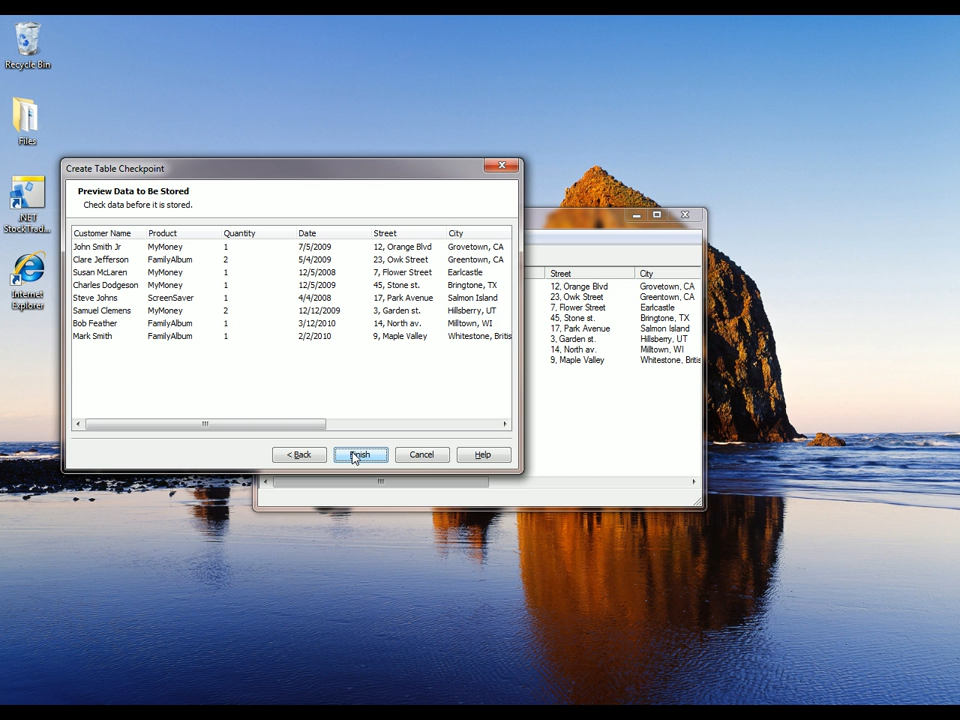 Recycle Bin
Files
.NET
StockTrad...
Internet
Explorer
Create Table Checkpoint
Preview Data to Be Stored
Check data before it is stored.
Customer Name Product Quantity Date Street City
John Smith Jr MyMoney 1 7/5/2009 12, Orange Blvd Grovetown, CA
Clare Jefferson FamilyAlbum 2 5/4/2009 23, Owk Street Greentown, CA
Susan McLaren MyMoney 1 12/5/2008 7, Flower Street Earlcastle
Charles Dodgeson MyMoney 1 12/5/2009 45, Stone st. Bringtone, TX
Steve Johns ScreenSaver 1 4/4/2008 17, Park Avenue Salmon Island
Samuel Clemens MyMoney 2 12/12/2009 3, Garden st. Hillsberry, UT
Bob Feather FamilyAlbum 1 3/12/2010 14, North av. Milltown, WI
Mark Smith FamilyAlbum 1 2/2/2010 9, Maple Valley Whitestone, Britis
< Back Finish Cancel Help
Street City
12, Orange Blvd Grovetown, CA
23, Owk Street Greentown, CA
7, Flower Street Earlcastle
45, Stone st. Bringtone, TX
17, Park Avenue Salmon Island
3, Garden st. Hillsberry, UT
14, North av. Milltown, WI
9, Maple Valley Whitestone, Britis